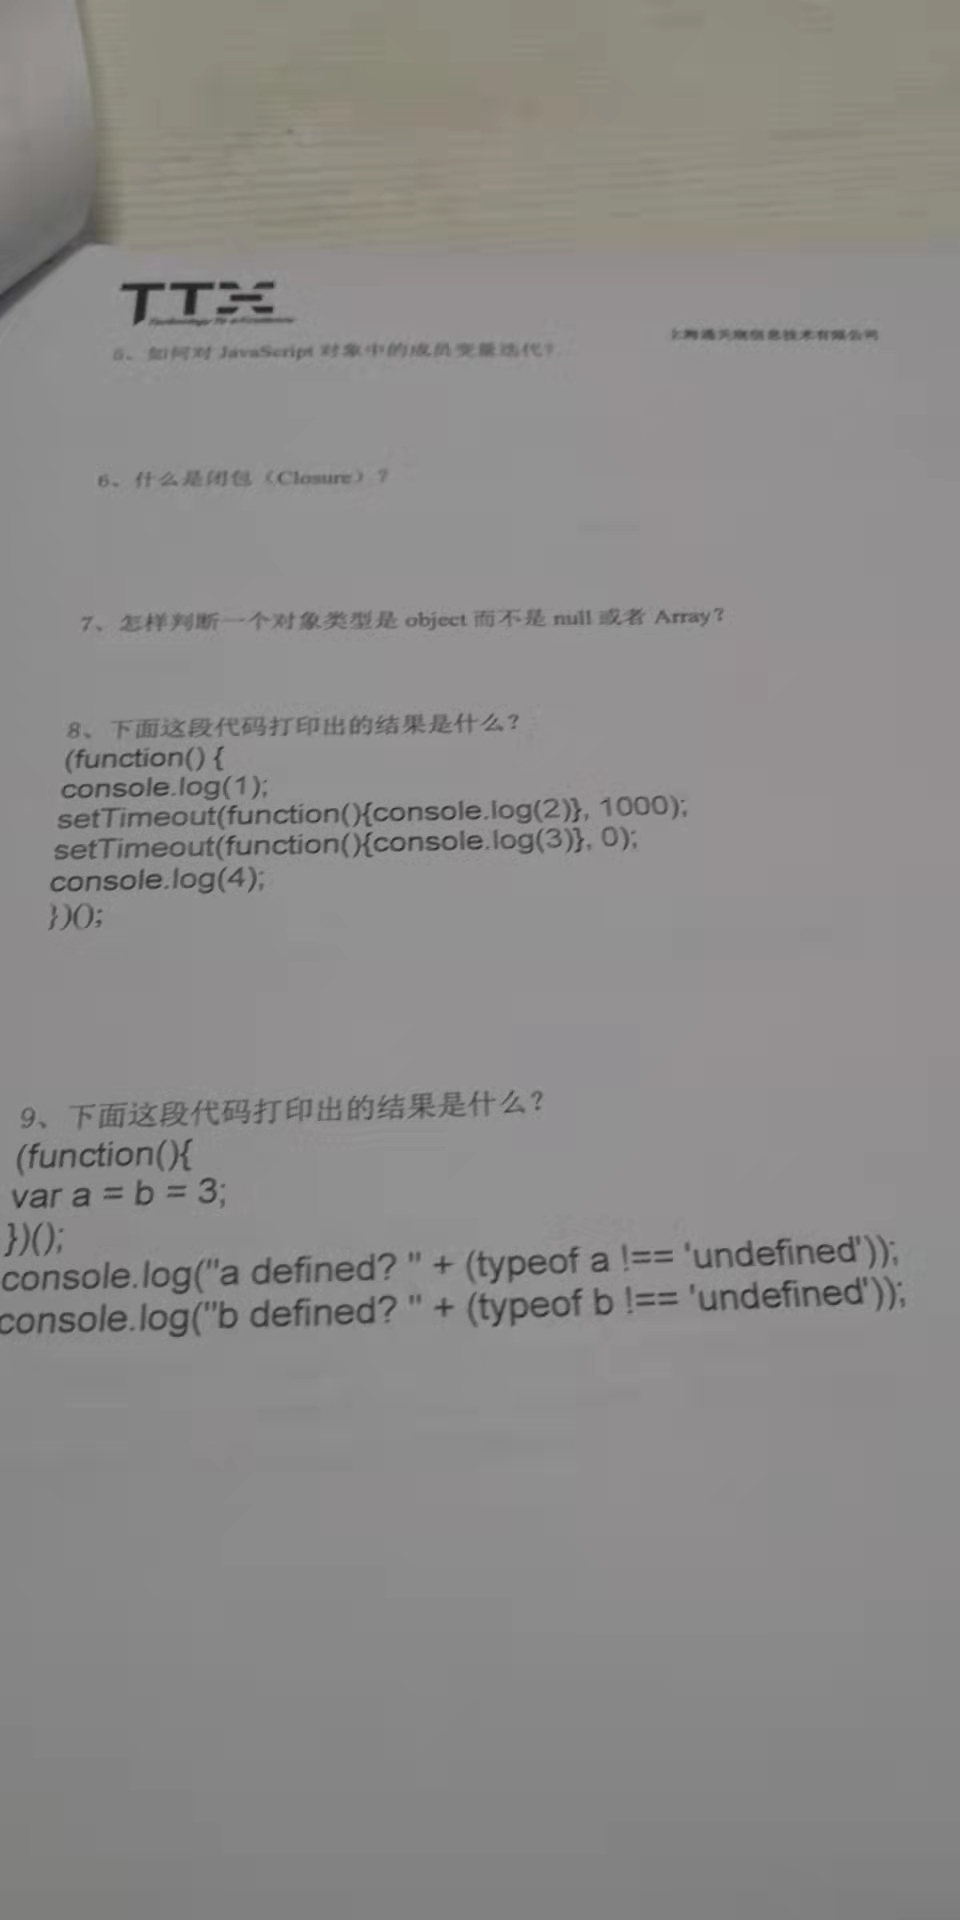 TTX
上海通天晓信息技术有限公司
5、如何对 JavaScript 对象中的成员变量迭代？
6、什么是闭包（Closure）？
7、怎样判断一个对象类型是 object 而不是 null 或者 Array？
8、下面这段代码打印出的结果是什么？
(function() {
console.log(1);
setTimeout(function(){console.log(2)}, 1000);
setTimeout(function(){console.log(3)}, 0);
console.log(4);
})();
9、下面这段代码打印出的结果是什么？
(function(){
var a = b = 3;
})();
console.log("a defined? " + (typeof a !== 'undefined'));
console.log("b defined? " + (typeof b !== 'undefined'));